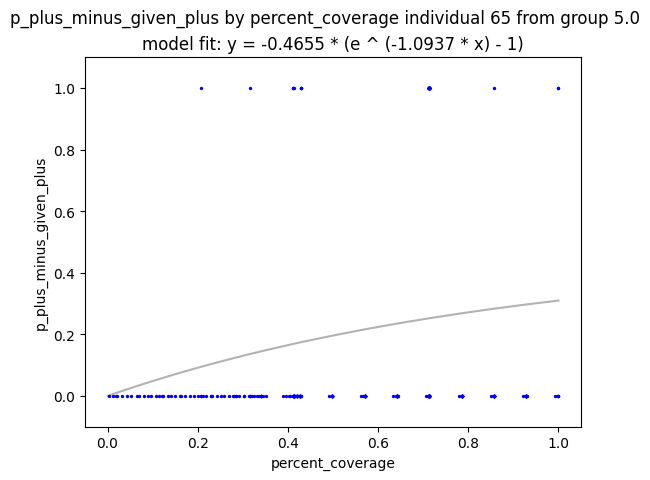 p_plus_minus_given_plus by percent_coverage individual 65 from group 5.0
model fit: y = -0.4655 * (e ^ (-1.0937 * x) - 1)
1.0
0.8
0.6
0.4
0.2
0.0
p_plus_minus_given_plus
0.0 0.2 0.4 0.6 0.8 1.0
percent_coverage